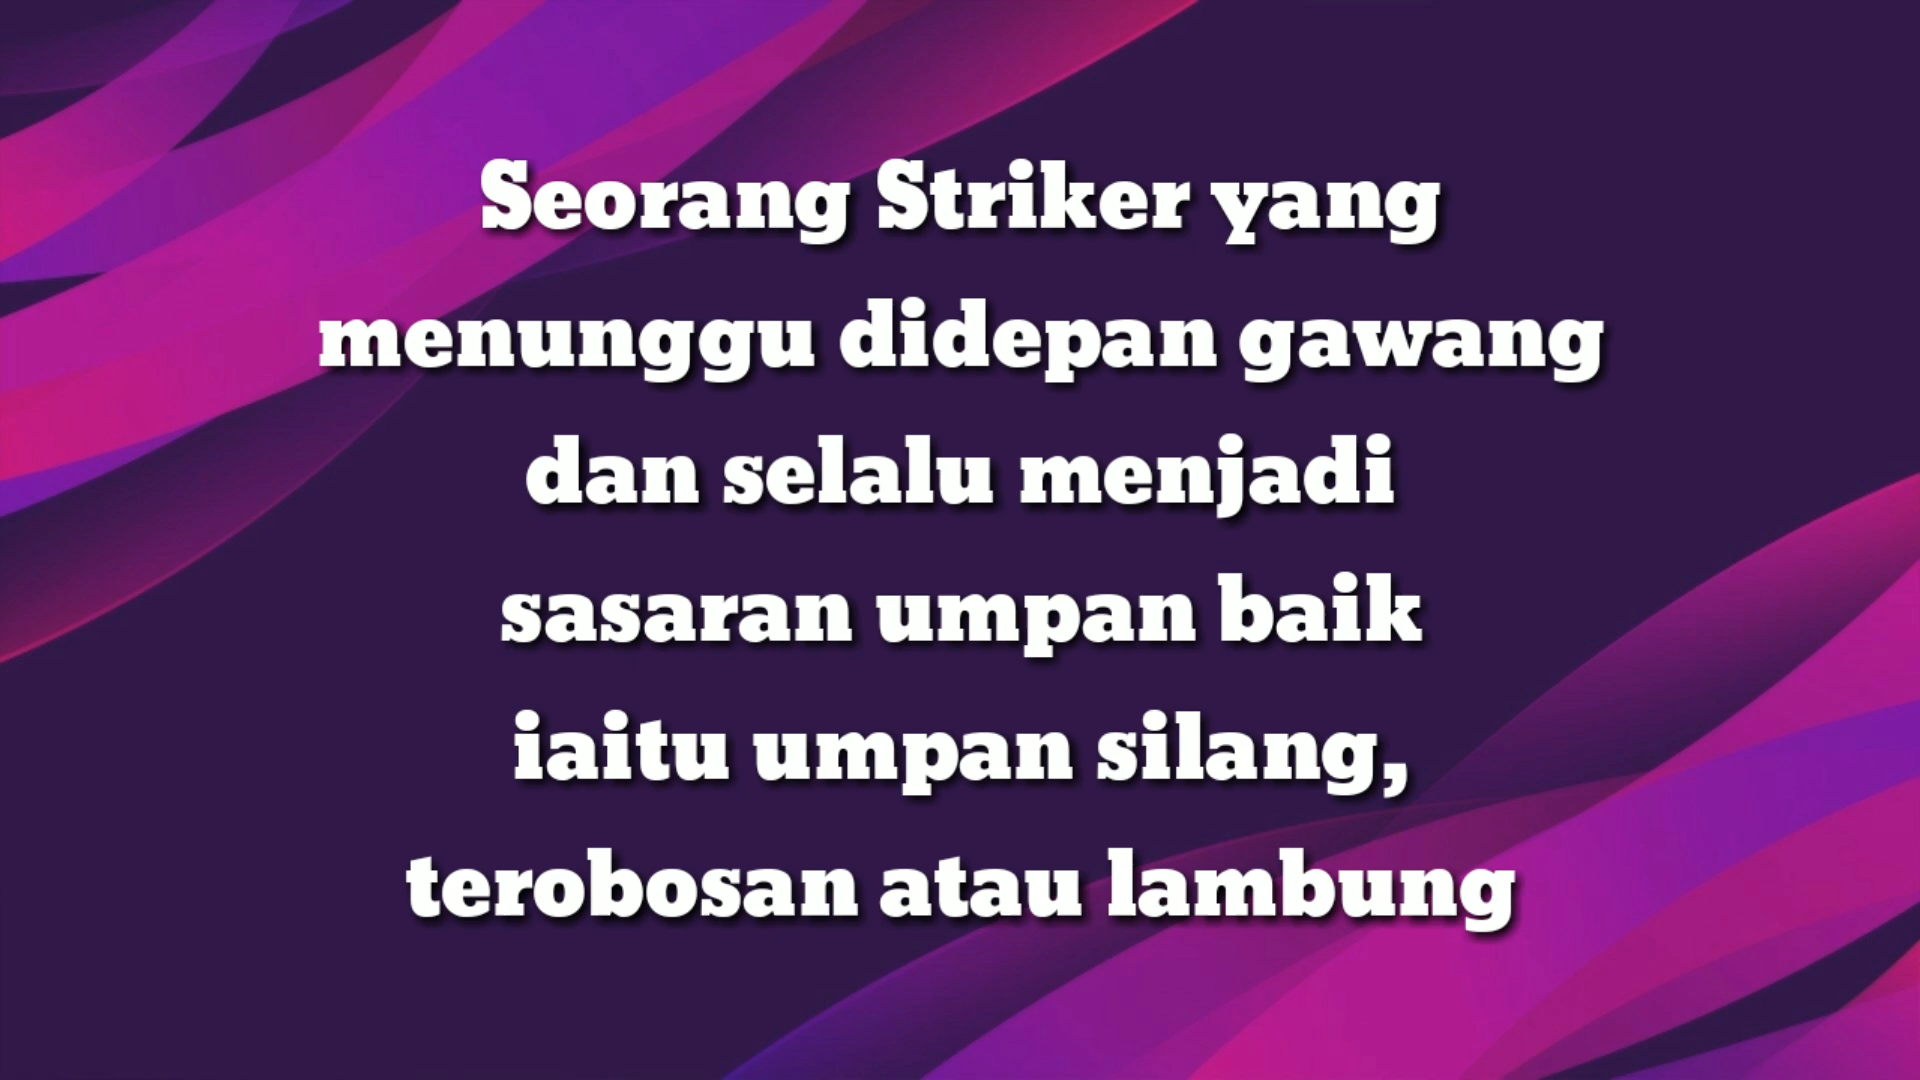 Seorang Striker yang
menunggu didepan gawang
dan selalu menjadi
sasaran umpan baik
iaitu umpan silang,
terobosan atau lambung